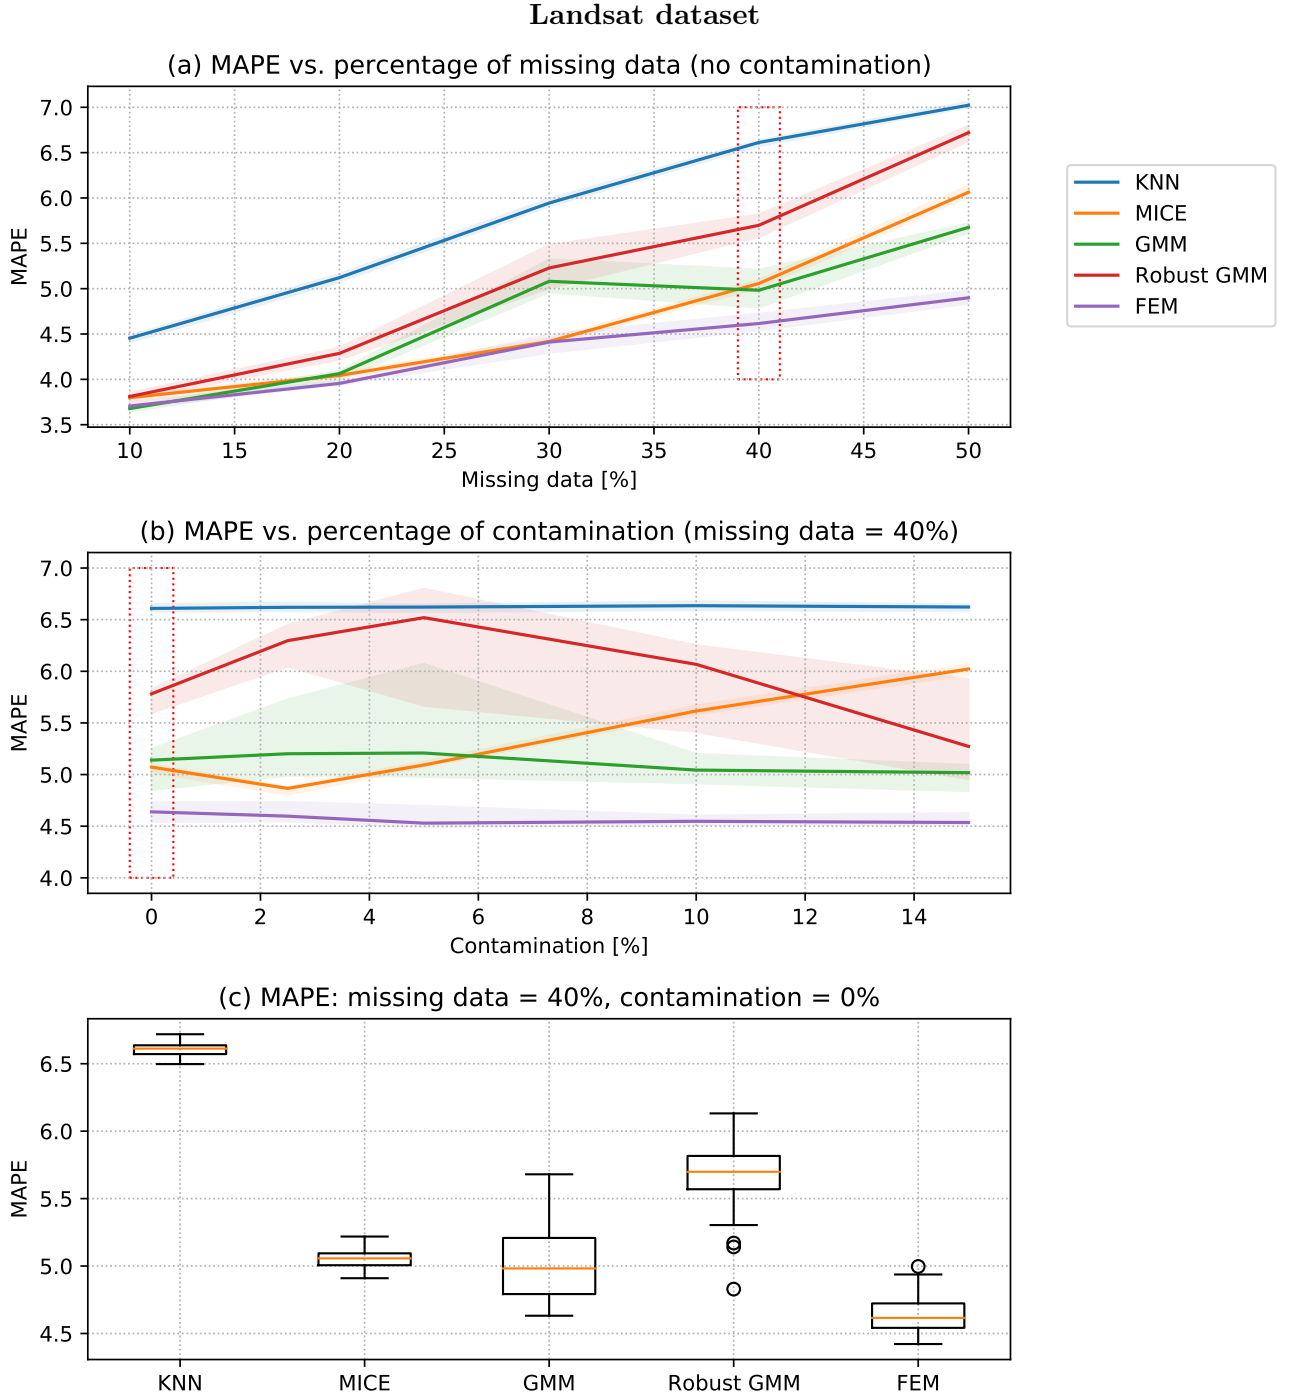 Landsat dataset
(a) MAPE vs. percentage of missing data (no contamination)
MAPE
7.0
6.5
6.0
5.5
5.0
4.5
4.0
3.5
10 15 20 25 30 35 40 45 50
Missing data [%]
KNN
MICE
GMM
Robust GMM
FEM
(b) MAPE vs. percentage of contamination (missing data = 40%)
MAPE
7.0
6.5
6.0
5.5
5.0
4.5
4.0
0 2 4 6 8 10 12 14
Contamination [%]
(c) MAPE: missing data = 40%, contamination = 0%
MAPE
6.5
6.0
5.5
5.0
4.5
KNN MICE GMM Robust GMM FEM